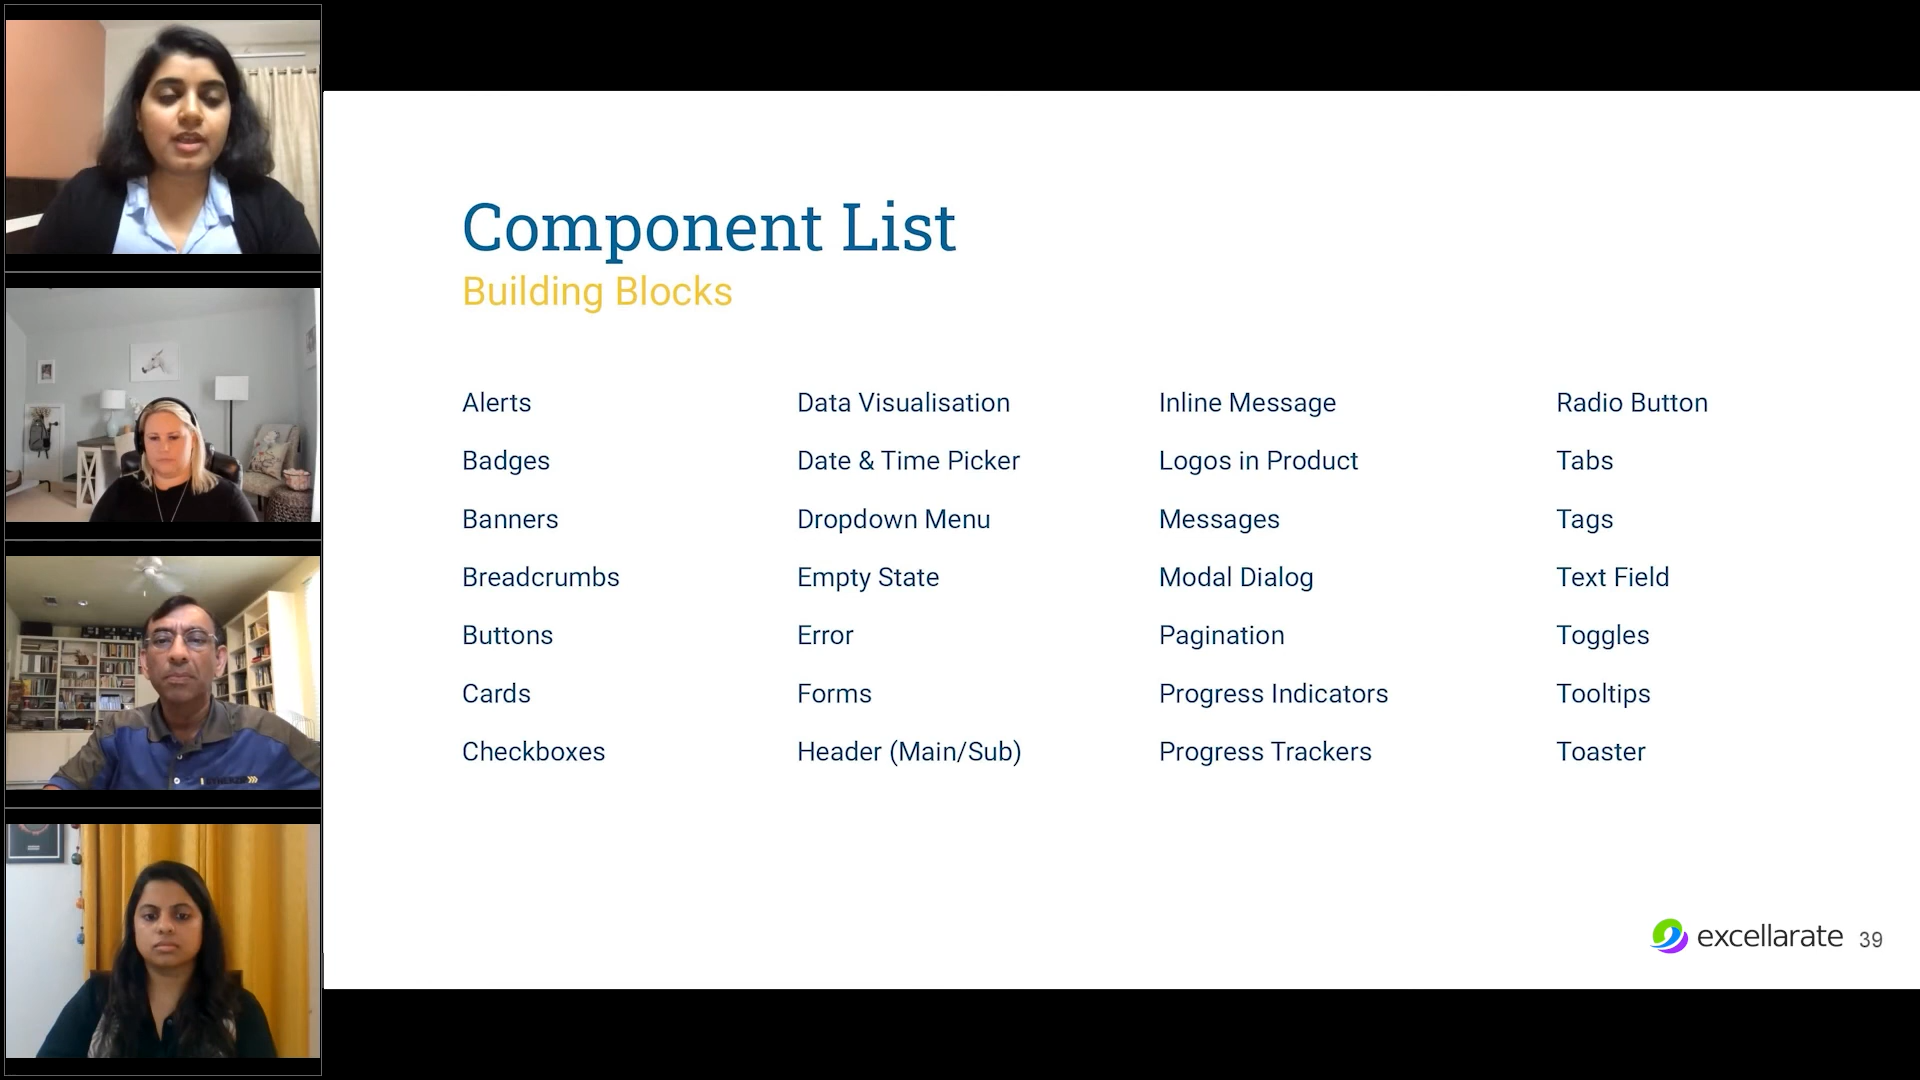 Component List
Building Blocks
Alerts
Badges
Banners
Breadcrumbs
Buttons
Cards
Checkboxes
Data Visualisation
Date & Time Picker
Dropdown Menu
Empty State
Error
Forms
Header (Main/Sub)
Inline Message
Logos in Product
Messages
Modal Dialog
Pagination
Progress Indicators
Progress Trackers
Radio Button
Tabs
Tags
Text Field
Toggles
Tooltips
Toaster
excellarate 39